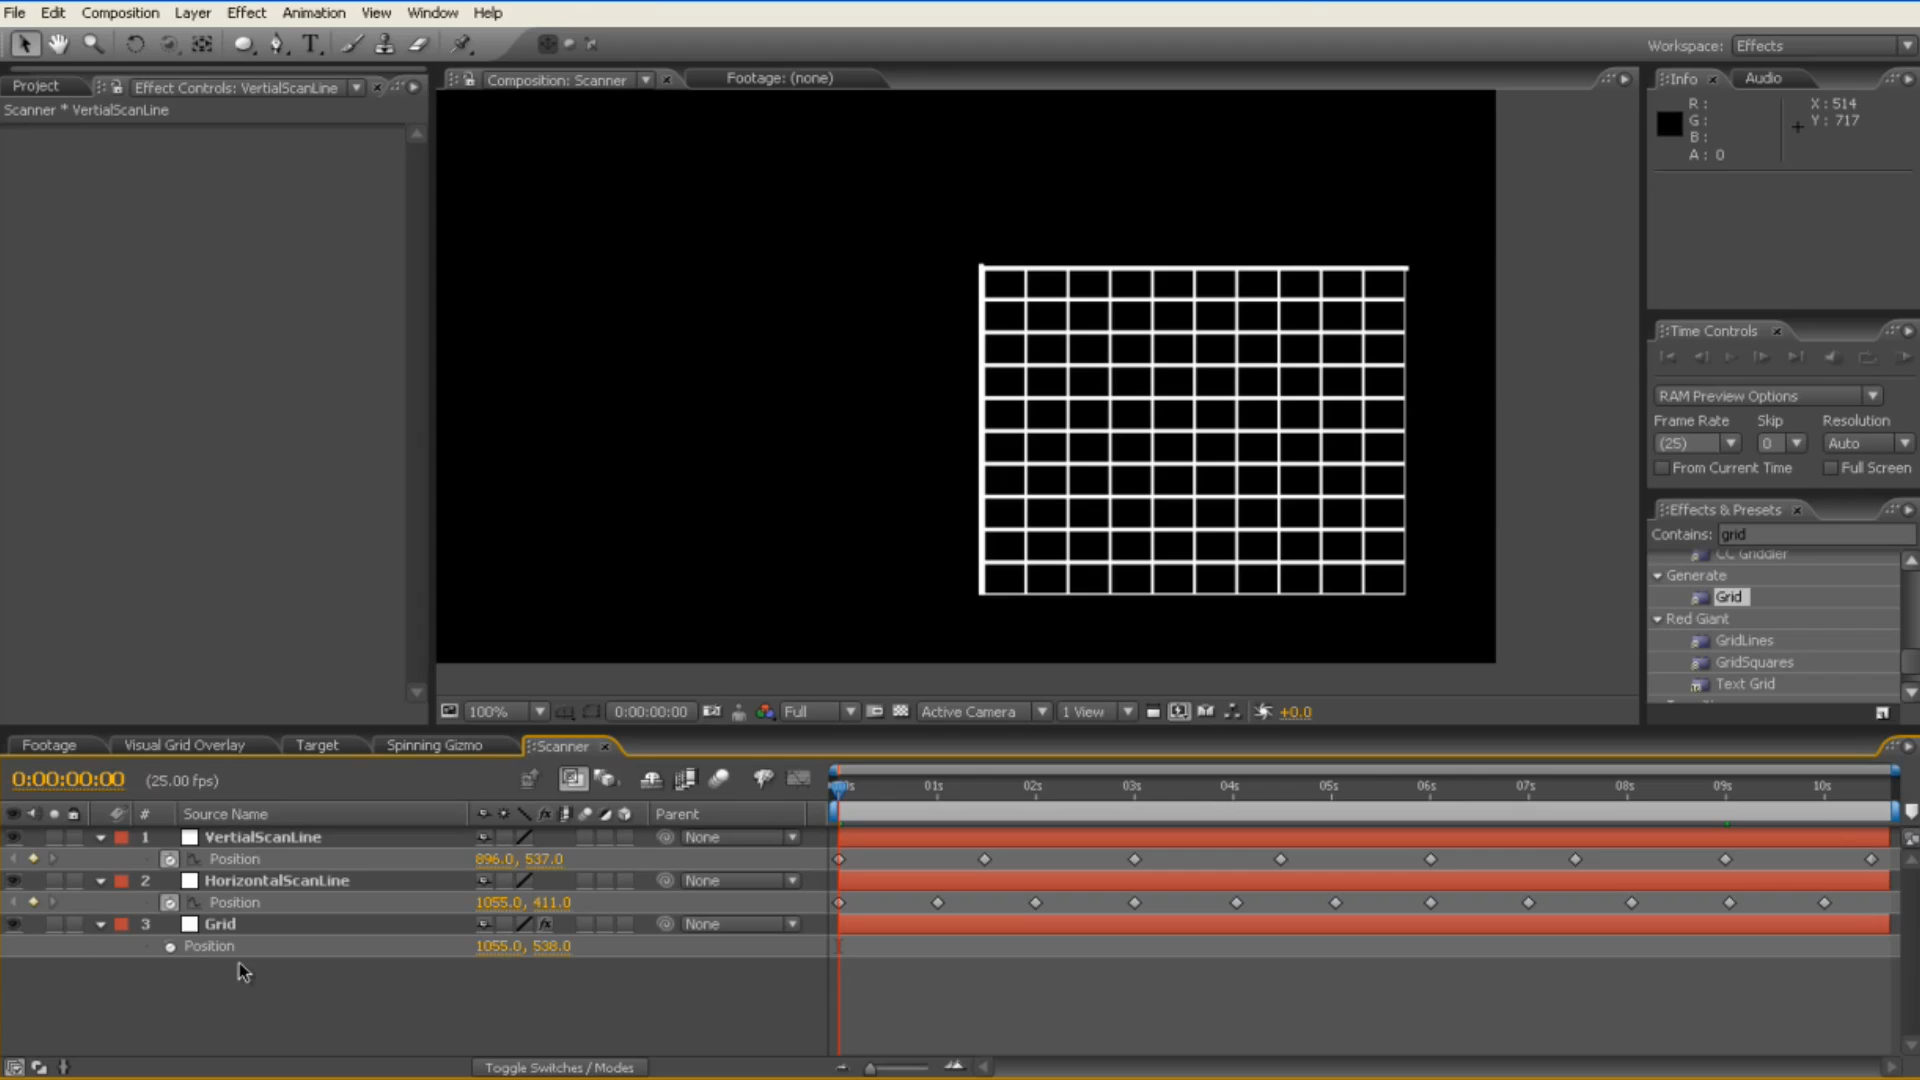 File Edit Composition Layer Effect Animation View Window Help
Workspace: Effects
Project Effect Controls: VertialScanLine
Scanner * VertialScanLine
Composition: Scanner Footage: (none)
Info Audio
R: X: 514
G: Y: 717
B:
A: 0
Time Controls
RAM Preview Options
Frame Rate Skip Resolution
(25) 0 Auto
From Current Time Full Screen
Effects & Presets
Contains: grid
CC Griddler
Generate
Grid
Red Giant
GridLines
GridSquares
Text Grid
100% 0:00:00:00 Full Active Camera 1 View +0.0
Footage Visual Grid Overlay Target Spinning Gizmo Scanner
0:00:00:00 (25.00 fps)
01s 02s 03s 04s 05s 06s 07s 08s 09s 10s
# Source Name Parent
1 VertialScanLine None
Position 896.0, 537.0
2 HorizontalScanLine None
Position 1055.0, 411.0
3 Grid None
Position 1055.0, 538.0
Toggle Switches / Modes